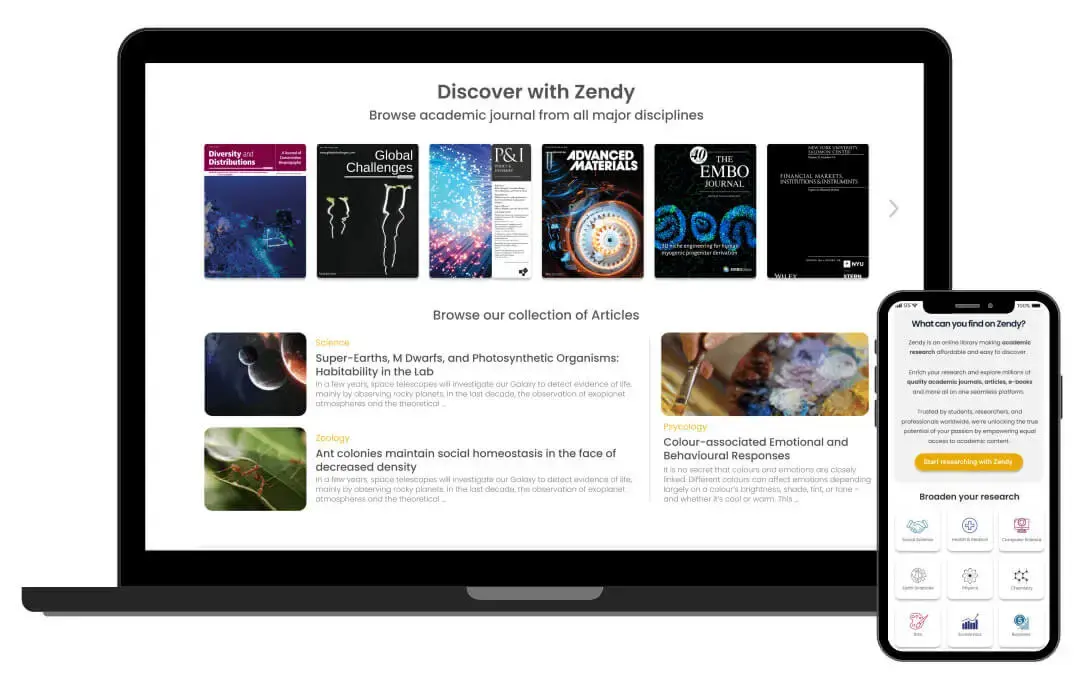 Discover with Zendy
Browse academic journal from all major disciplines
Diversity and
Distributions
A Journal of
Conservation
Biogeography
Global
Challenges
P&I
ADVANCED
MATERIALS
40
THE
EMBO
JOURNAL
3D niche engineering for human
myogenic progenitor derivation
EMBOpress
NEW YORK UNIVERSITY
SALOMON CENTER
FINANCIAL MARKETS,
INSTITUTIONS & INSTRUMENTS
NYU
WILEY
STERN
Browse our collection of Articles
Science
Super-Earths, M Dwarfs, and Photosynthetic Organisms:
Habitability in the Lab
In a few years, space telescopes will investigate our Galaxy to detect evidence of life,
mainly by observing rocky planets. In the last decade, the observation of exoplanet
atmospheres and the theoretical ...
Zoology
Ant colonies maintain social homeostasis in the face of
decreased density
In a few years, space telescopes will investigate our Galaxy to detect evidence of life,
mainly by observing rocky planets. In the last decade, the observation of exoplanet
atmospheres and the theoretical ...
Psycology
Colour-associated Emotional and
Behavioural Responses
It is no secret that colours and emotions are closely
linked. Different colours can affect emotions depending
largely on a colour's brightness, shade, tint, or tone –
and whether it's cool or warm. This ...
100%
What can you find on Zendy?
Zendy is an online library making academic
research affordable and easy to discover.
Enrich your research and explore millions of
quality academic journals, articles, e-books
and more all on one seamless platform.
Trusted by students, researchers, and
professionals worldwide, we're unlocking the true
potential of your passion by empowering equal
access to academic content.
Start researching with Zendy
Broaden your research
Social Science
Health & Medicin
Computer Science
Earth Sciences
Physics
Chemistry
Arts
Economics
Business